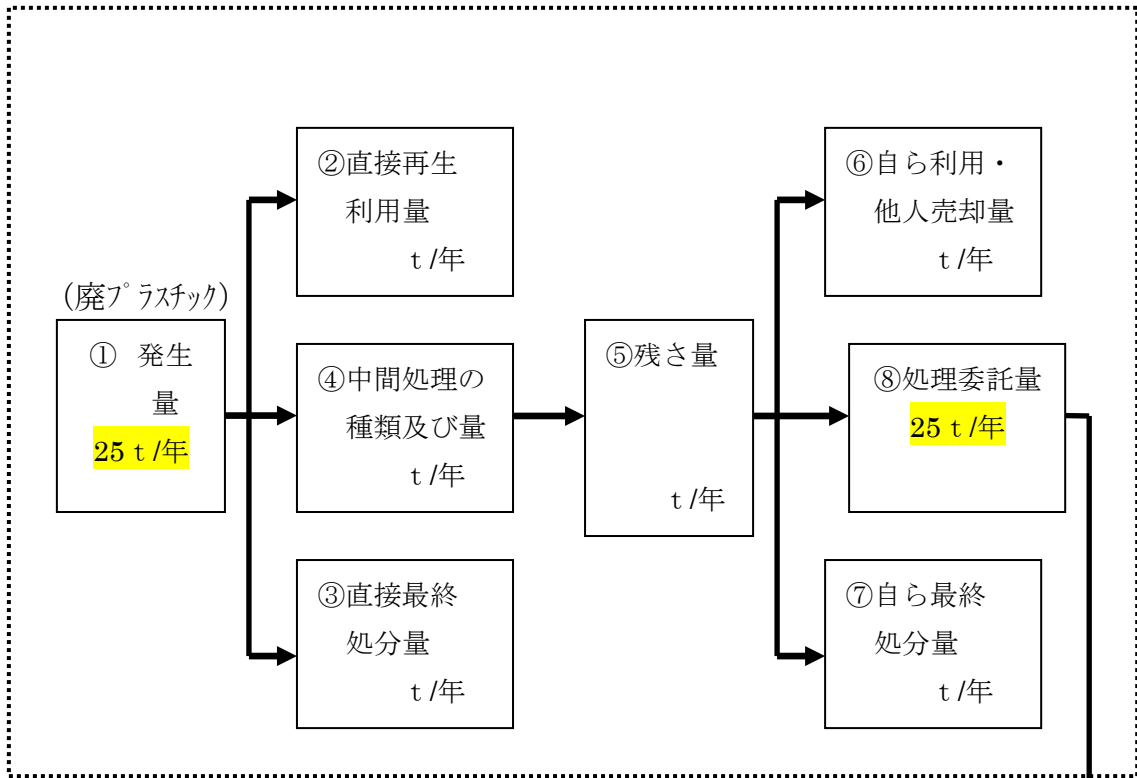 (廃ﾌﾟﾗｽﾁｯｸ)
① 発生
量
25ｔ/年
②直接再生
利用量
ｔ/年
④中間処理の
種類及び量
ｔ/年
③直接最終
処分量
ｔ/年
⑤残さ量
ｔ/年
⑥自ら利用・
他人売却量
ｔ/年
⑧処理委託量
25ｔ/年
⑦自ら最終
処分量
ｔ/年